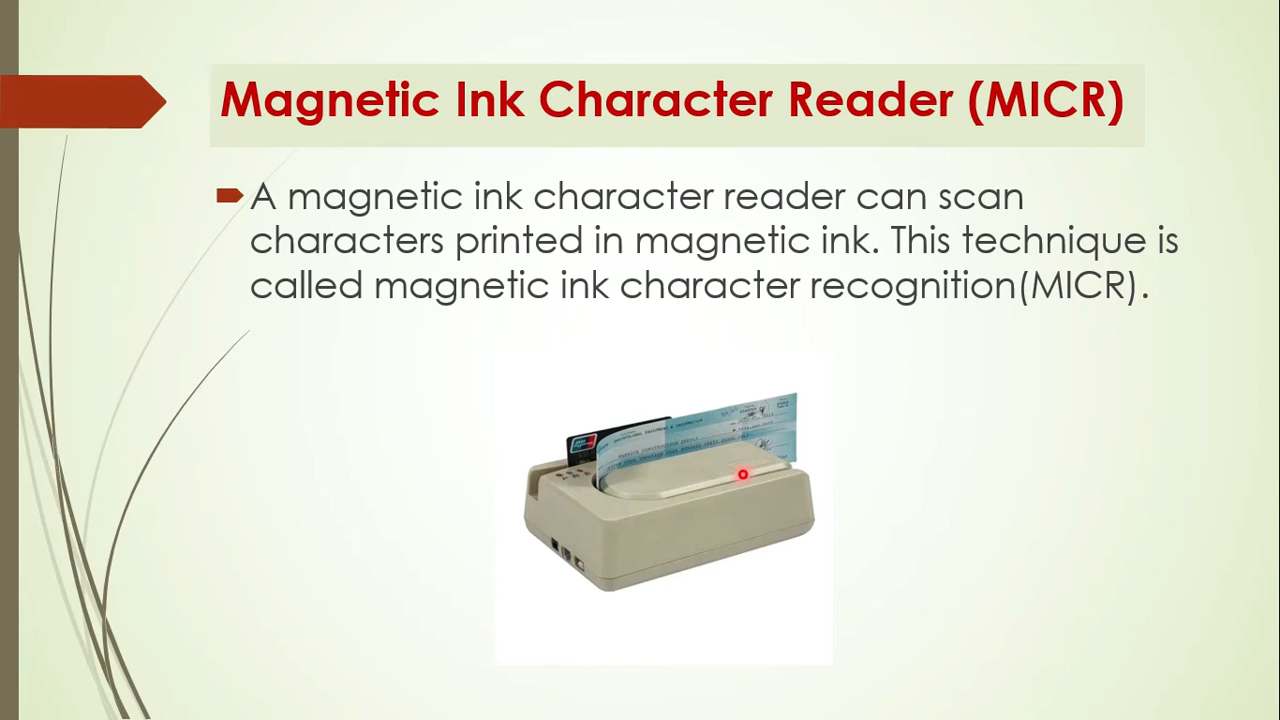 Magnetic Ink Character Reader (MICR)
A magnetic ink character reader can scan
characters printed in magnetic ink. This technique is
called magnetic ink character recognition(MICR).